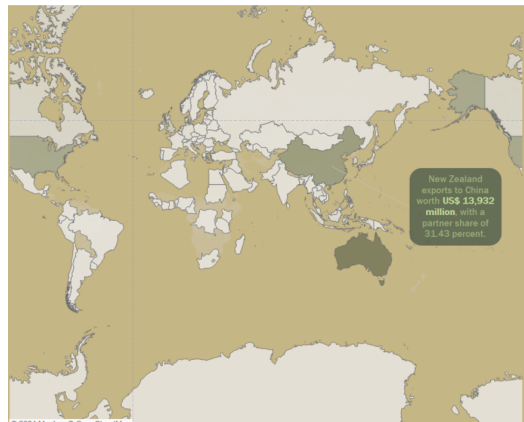 New Zealand
exports to China
worth US$ 13,932
million, with a
partner share of
31.43 percent.